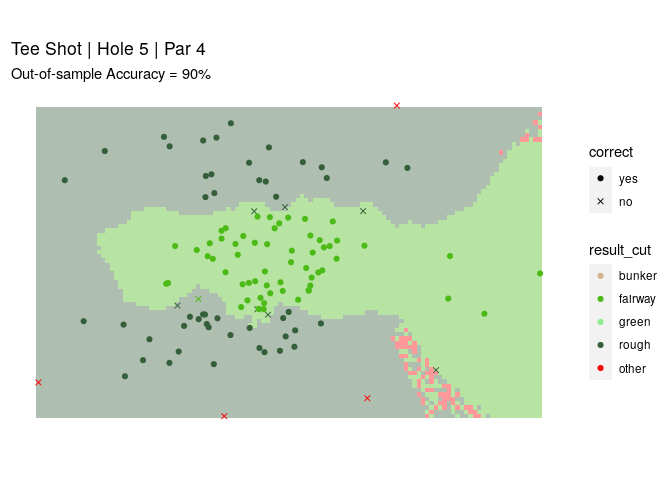 Tee Shot | Hole 5 | Par 4
Out-of-sample Accuracy = 90%
correct
yes
no
result_cut
bunker
fairway
green
rough
other